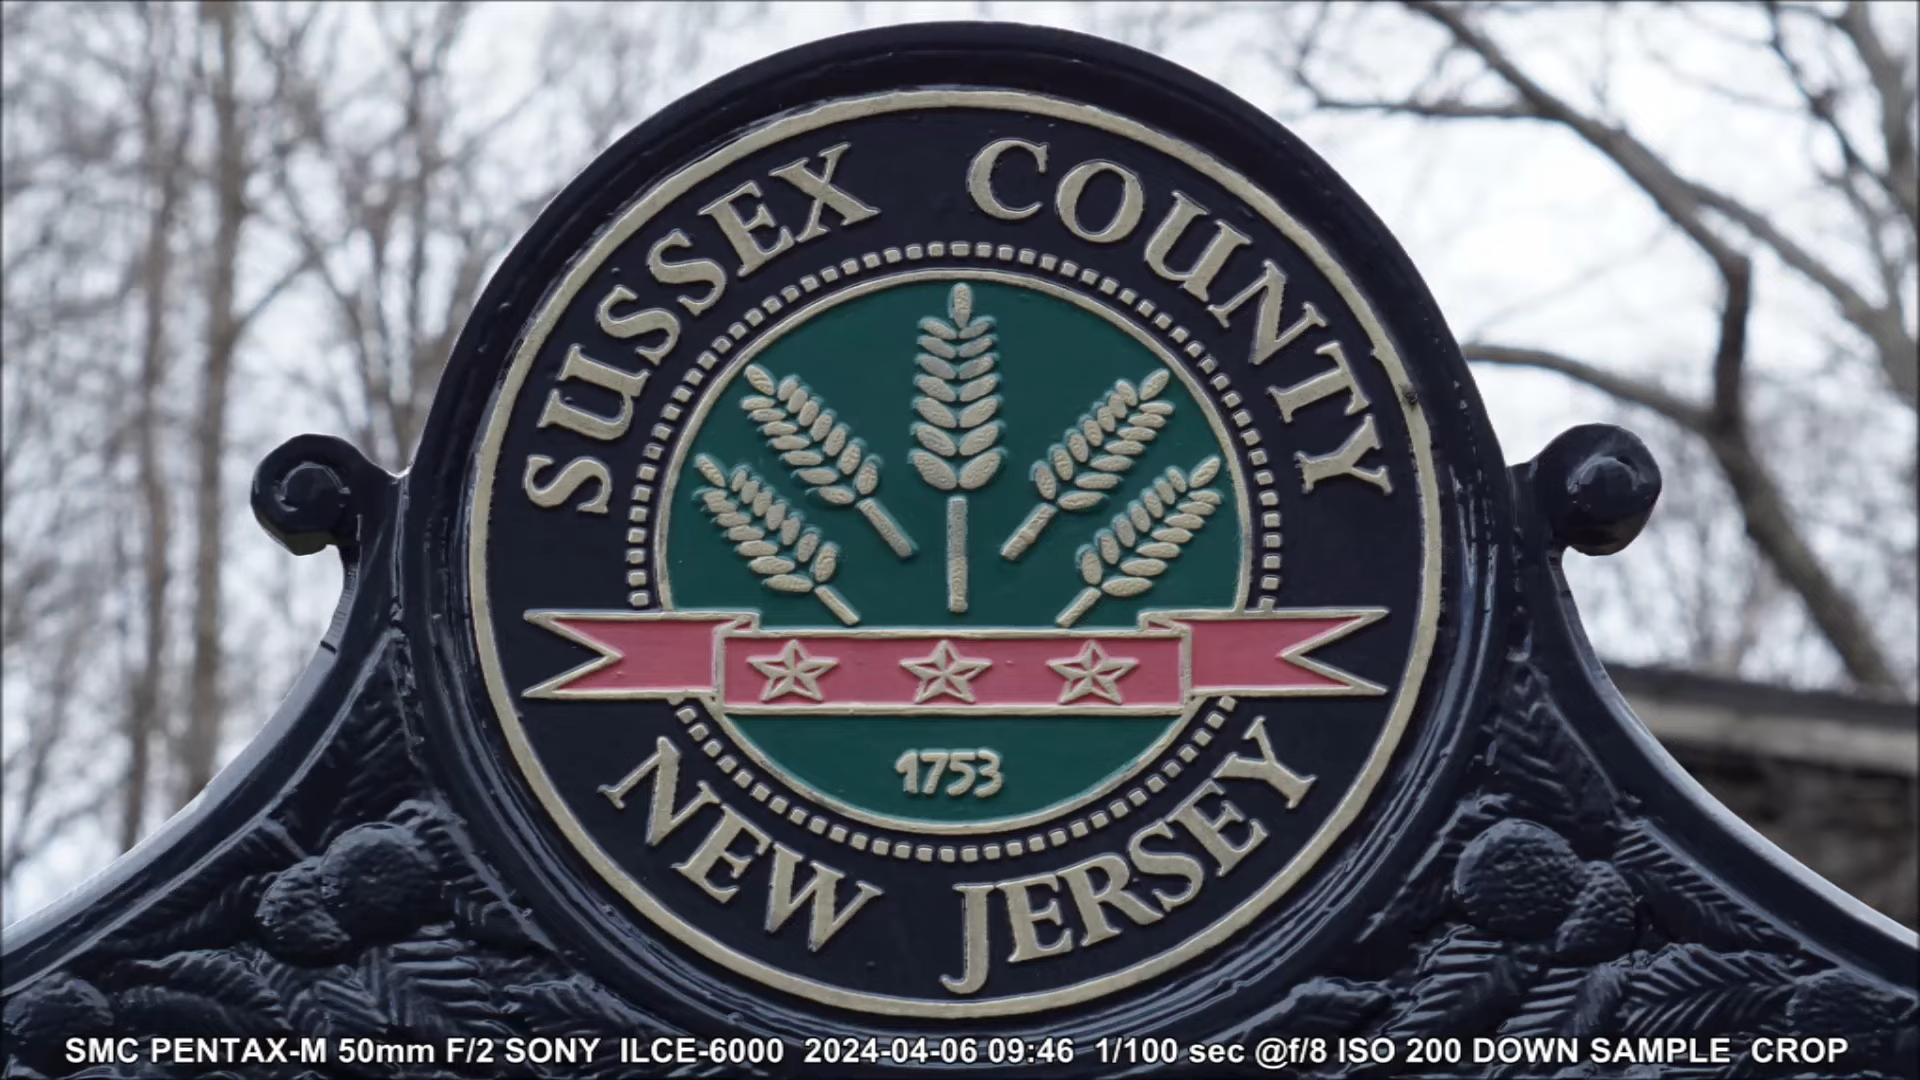 SUSSEX COUNTY
1753
NEW JERSEY
SMC PENTAX-M 50mm F/2 SONY ILCE-6000 2024-04-06 09:46 1/100 sec @f/8 ISO 200 DOWN SAMPLE CROP